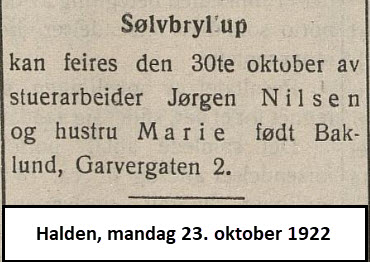 Sølvbryl'up
kan feires den 30te oktober av
stuerarbeider Jørgen Nilsen
og hustru Marie født Bak-
lund, Garvergaten 2.
Halden, mandag 23. oktober 1922